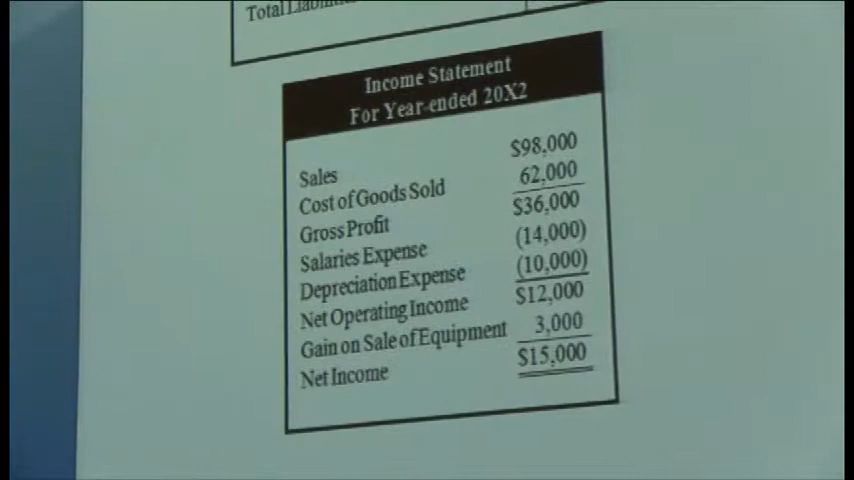 Total
Income Statement
For Year-ended 20X2
Sales $98,000
Cost of Goods Sold 62,000
Gross Profit $36,000
Salaries Expense (14,000)
Depreciation Expense (10,000)
Net Operating Income $12,000
Gain on Sale of Equipment 3,000
Net Income $15,000